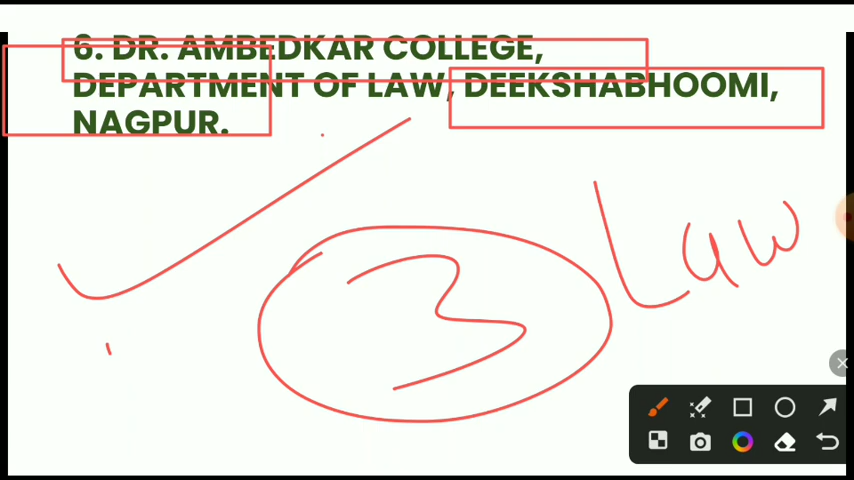 6. DR. AMBEDKAR COLLEGE,
DEPARTMENT OF LAW, DEEKSHABHOOMI,
NAGPUR.
Law
3